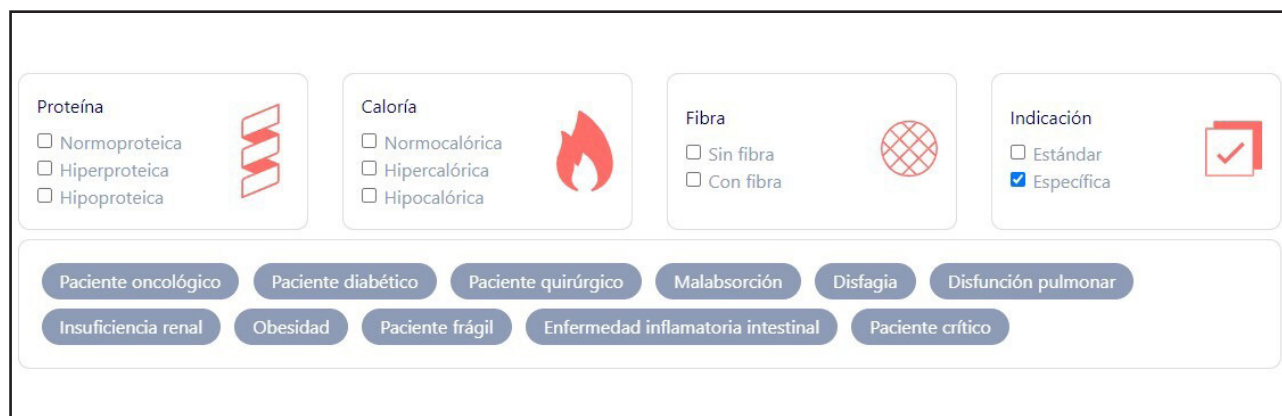 Proteína
Normoproteica
Hiperproteica
Hipoproteica
Caloría
Normocalórica
Hipercalórica
Hipocalórica
Fibra
Sin fibra
Con fibra
Indicación
Estándar
Específica
Paciente oncológico Paciente diabético Paciente quirúrgico Malabsorción Disfagia Disfunción pulmonar
Insuficiencia renal Obesidad Paciente frágil Enfermedad inflamatoria intestinal Paciente crítico